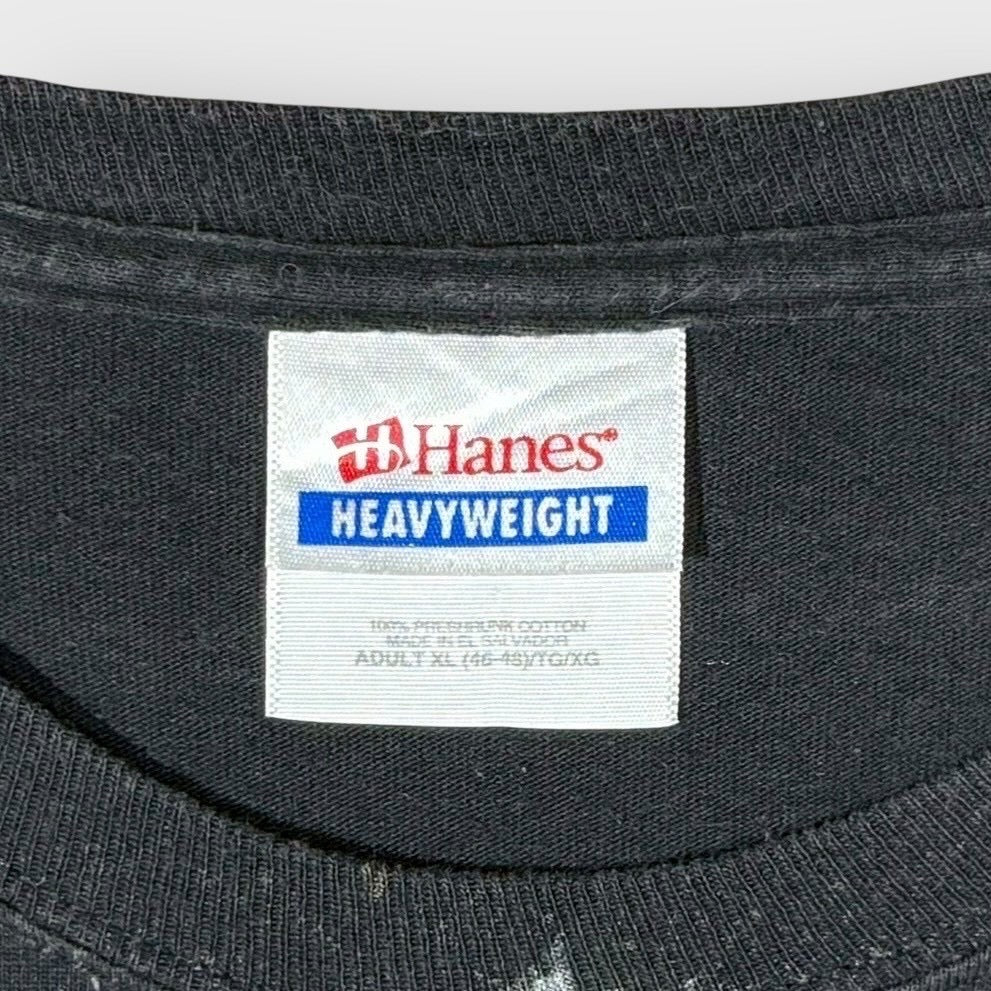 H Hanes®
HEAVYWEIGHT
100% PRESHRUNK COTTON
MADE IN EL SALVADOR
ADULT XL (46-48)/TG/XG